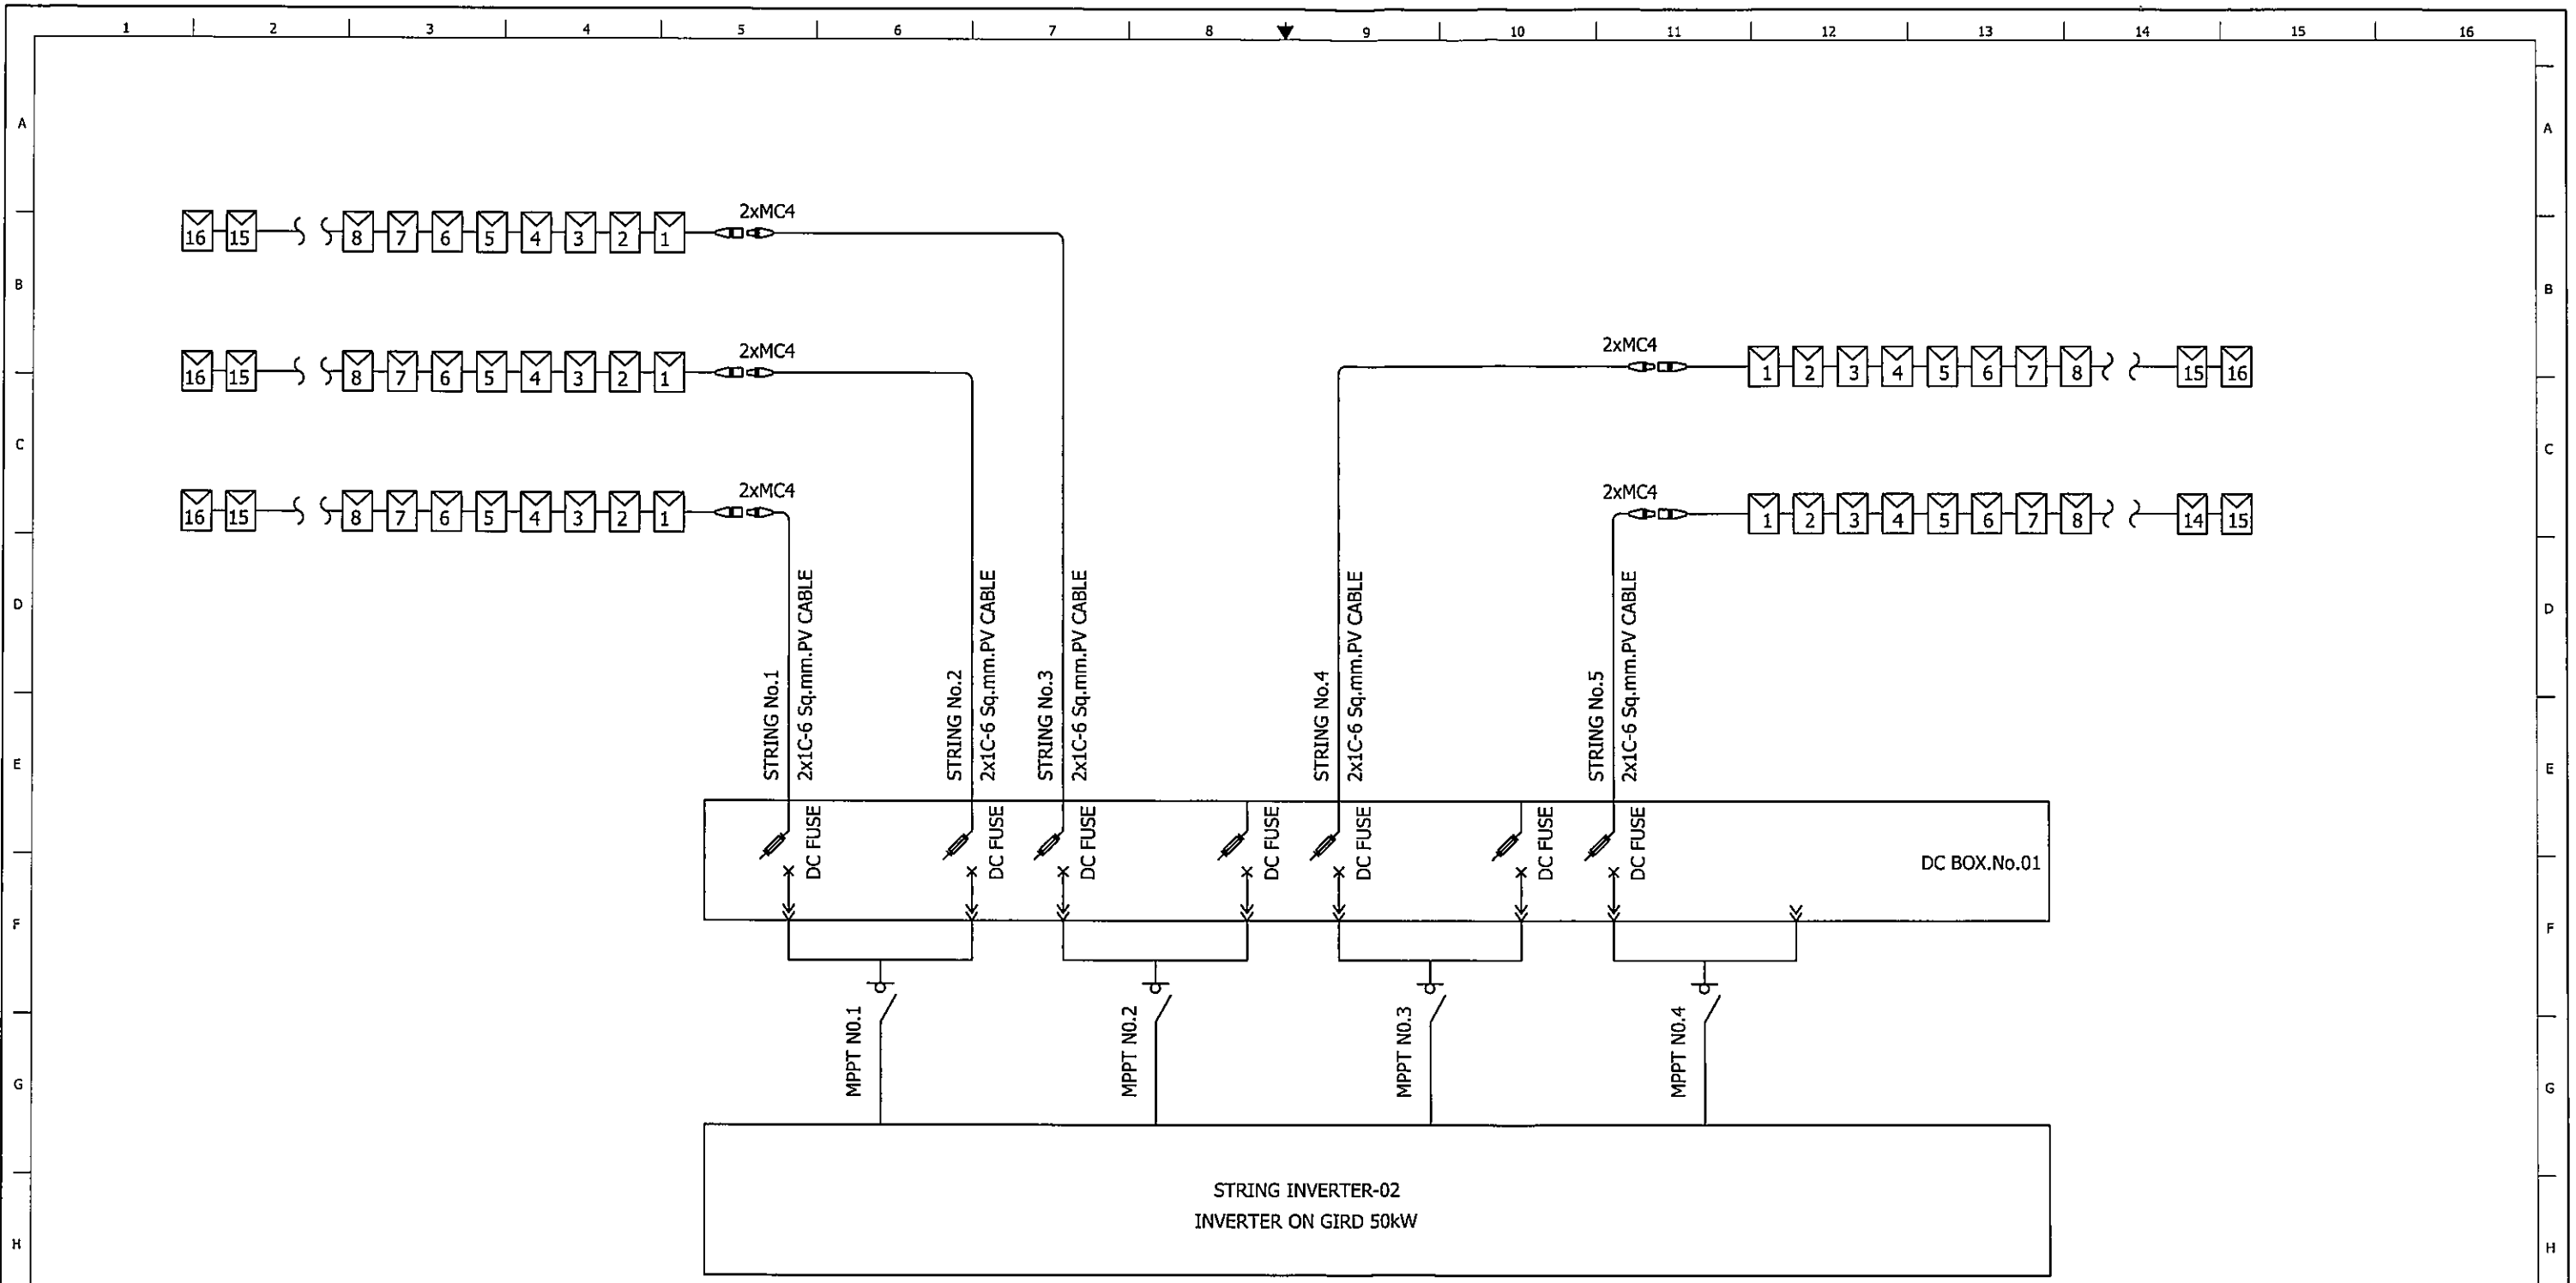 1 2 3 4 5 6 7 8 9 10 11 12 13 14 15 16
A A
2xMC4
16 15 8 7 6 5 4 3 2 1
B B
2xMC4 2xMC4
16 15 8 7 6 5 4 3 2 1 1 2 3 4 5 6 7 8 15 16
C C
2xMC4 2xMC4
16 15 8 7 6 5 4 3 2 1 1 2 3 4 5 6 7 8 14 15
D D
STRING No.1
2x1C-6 Sq.mm.PV CABLE
STRING No.2
2x1C-6 Sq.mm.PV CABLE
STRING No.3
2x1C-6 Sq.mm.PV CABLE
STRING No.4
2x1C-6 Sq.mm.PV CABLE
STRING No.5
2x1C-6 Sq.mm.PV CABLE
E E
DC FUSE
DC FUSE
DC FUSE
DC FUSE
DC FUSE
DC FUSE
DC FUSE
DC BOX.No.01
F F
MPPT N0.1
MPPT N0.2
MPPT N0.3
MPPT N0.4
G G
STRING INVERTER-02
INVERTER ON GIRD 50kW
H H